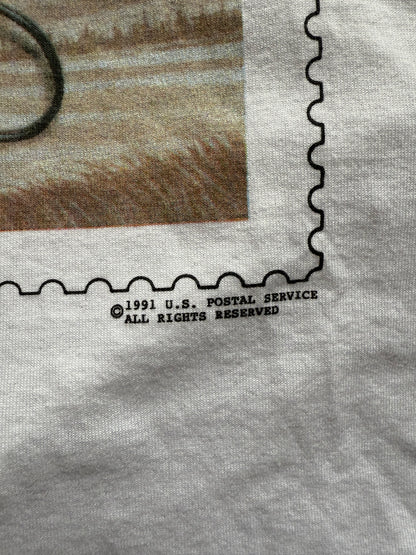 ©1991 U.S. POSTAL SERVICE
ALL RIGHTS RESERVED